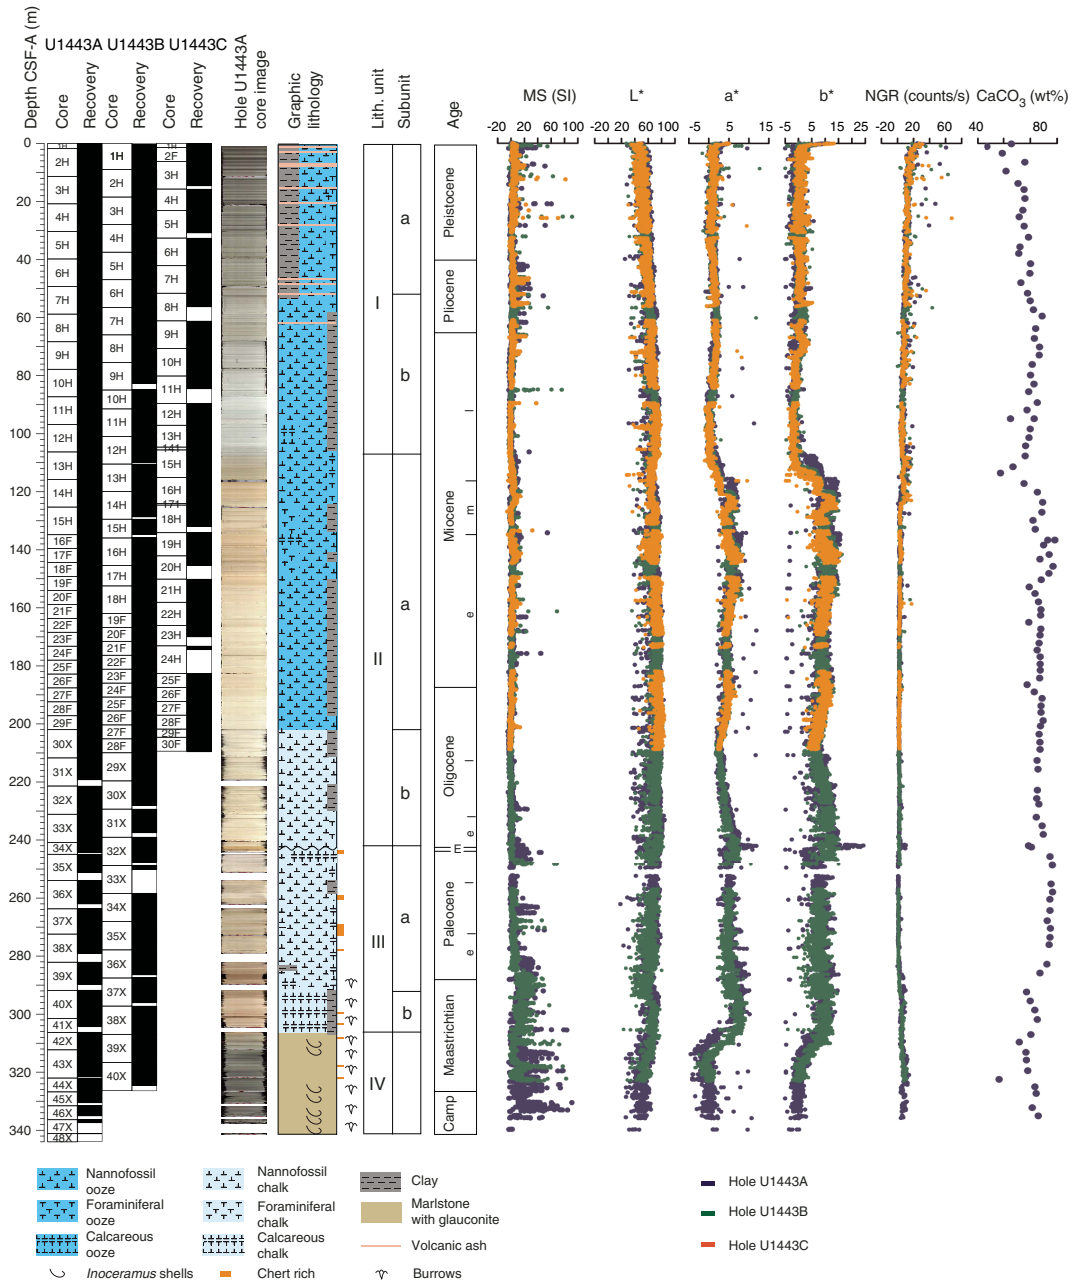 Depth CSF-A (m)
U1443A U1443B U1443C
Core
Recovery
Core
Recovery
Core
Recovery
Hole U1443A
core image
Graphic
lithology
Lith. unit
Subunit
Age
MS (SI)
L*
a*
b*
NGR (counts/s)
CaCO3 (wt%)
-20 20 60 100
-20 20 60 100
-5 5 15
-5 5 15 25
-20 20 60
40 80
0
20
40
60
80
100
120
140
160
180
200
220
240
260
280
300
320
340
1H
2H
3H
4H
5H
6H
7H
8H
9H
10H
11H
12H
13H
14H
15H
16F
17F
18F
19F
20F
21F
22F
23F
24F
25F
26F
27F
28F
29F
30X
31X
32X
33X
34X
35X
36X
37X
38X
39X
40X
41X
42X
43X
44X
45X
46X
47X
48X
1H
2H
3H
4H
5H
6H
7H
8H
9H
10H
11H
12H
13H
14H
15H
16H
17H
18H
19F
20F
21F
22F
23F
24F
25F
26F
27F
28F
29X
30X
31X
32X
33X
34X
35X
36X
37X
38X
39X
40X
1H
2F
3H
4H
5H
6H
7H
8H
9H
10H
11H
12H
13H
141
15H
16H
171
18H
19H
20H
21H
22H
23H
24H
25F
26F
27F
28F
29F
30F
I
II
III
IV
a
b
a
b
a
b
Pleistocene
Pliocene
Miocene
l
m
e
Oligocene
l
e
E
Paleocene
l
e
Maastrichtian
Camp
Nannofossil
ooze
Foraminiferal
ooze
Calcareous
ooze
Inoceramus shells
Nannofossil
chalk
Foraminiferal
chalk
Calcareous
chalk
Chert rich
Clay
Marlstone
with glauconite
Volcanic ash
Burrows
Hole U1443A
Hole U1443B
Hole U1443C